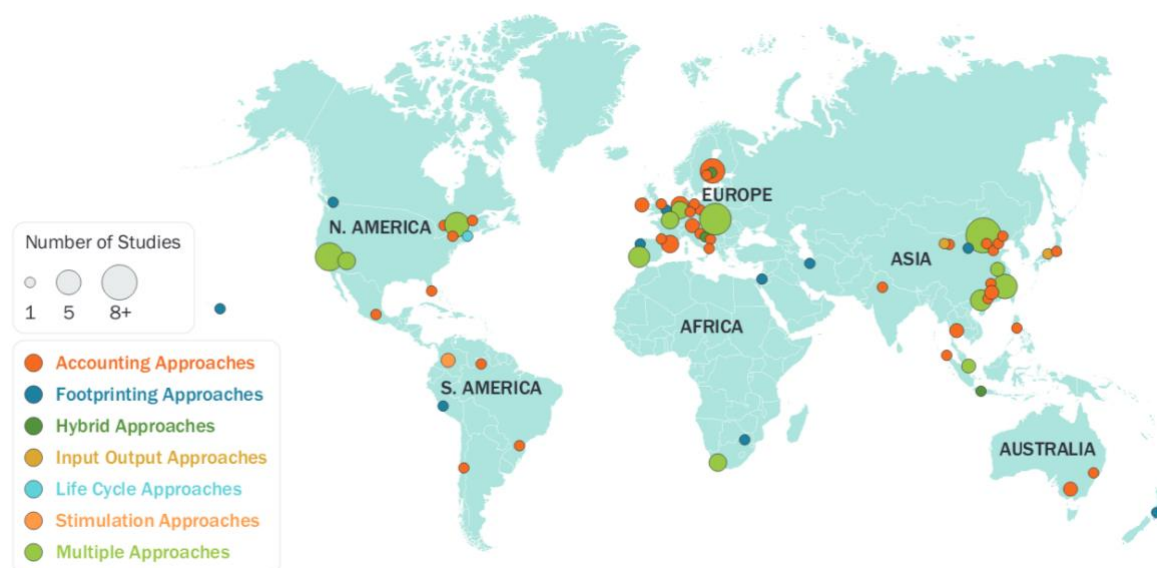 EUROPE
N. AMERICA
ASIA
AFRICA
S. AMERICA
AUSTRALIA
Number of Studies
1 5 8+
Accounting Approaches
Footprinting Approaches
Hybrid Approaches
Input Output Approaches
Life Cycle Approaches
Stimulation Approaches
Multiple Approaches